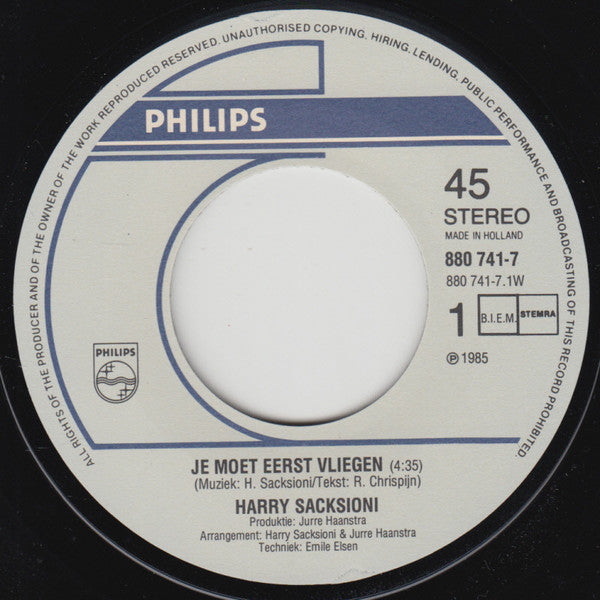 ALL RIGHTS OF THE PRODUCER AND OF THE OWNER OF THE WORK REPRODUCED RESERVED. UNAUTHORISED COPYING, HIRING, LENDING, PUBLIC PERFORMANCE AND BROADCASTING OF THIS RECORD PROHIBITED.
PHILIPS
45
STEREO
MADE IN HOLLAND
880 741-7
880 741-7.1W
1 B.I.E.M. STEMRA
℗ 1985
PHILIPS
JE MOET EERST VLIEGEN (4:35)
(Muziek: H. Sacksioni/Tekst: R. Chrispijn)
HARRY SACKSIONI
Produktie: Jurre Haanstra
Arrangement: Harry Sacksioni & Jurre Haanstra
Techniek: Emile Elsen